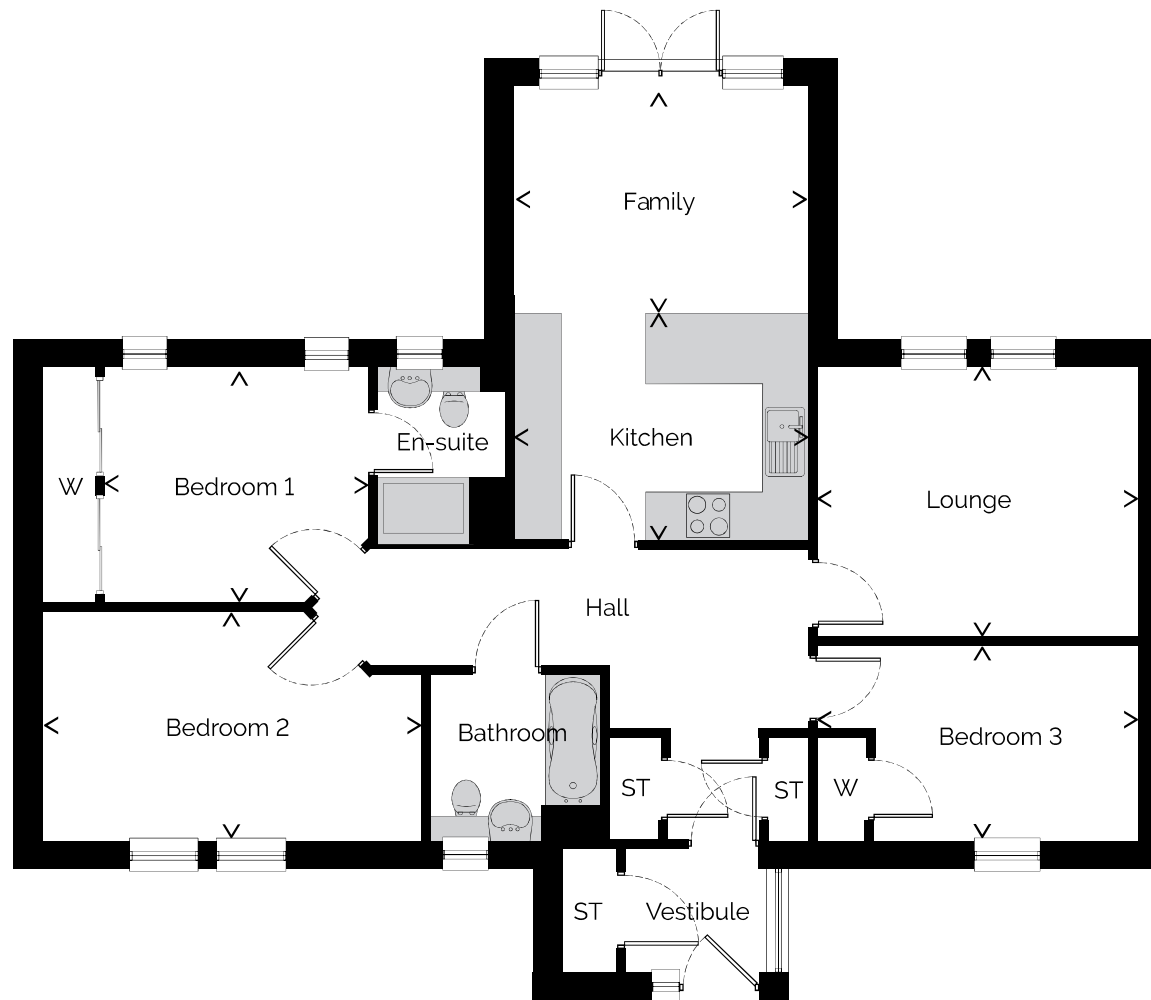 Family
En-suite
Kitchen
W
Bedroom 1
Lounge
Hall
Bedroom 2
Bathroom
Bedroom 3
ST
ST
W
ST
Vestibule